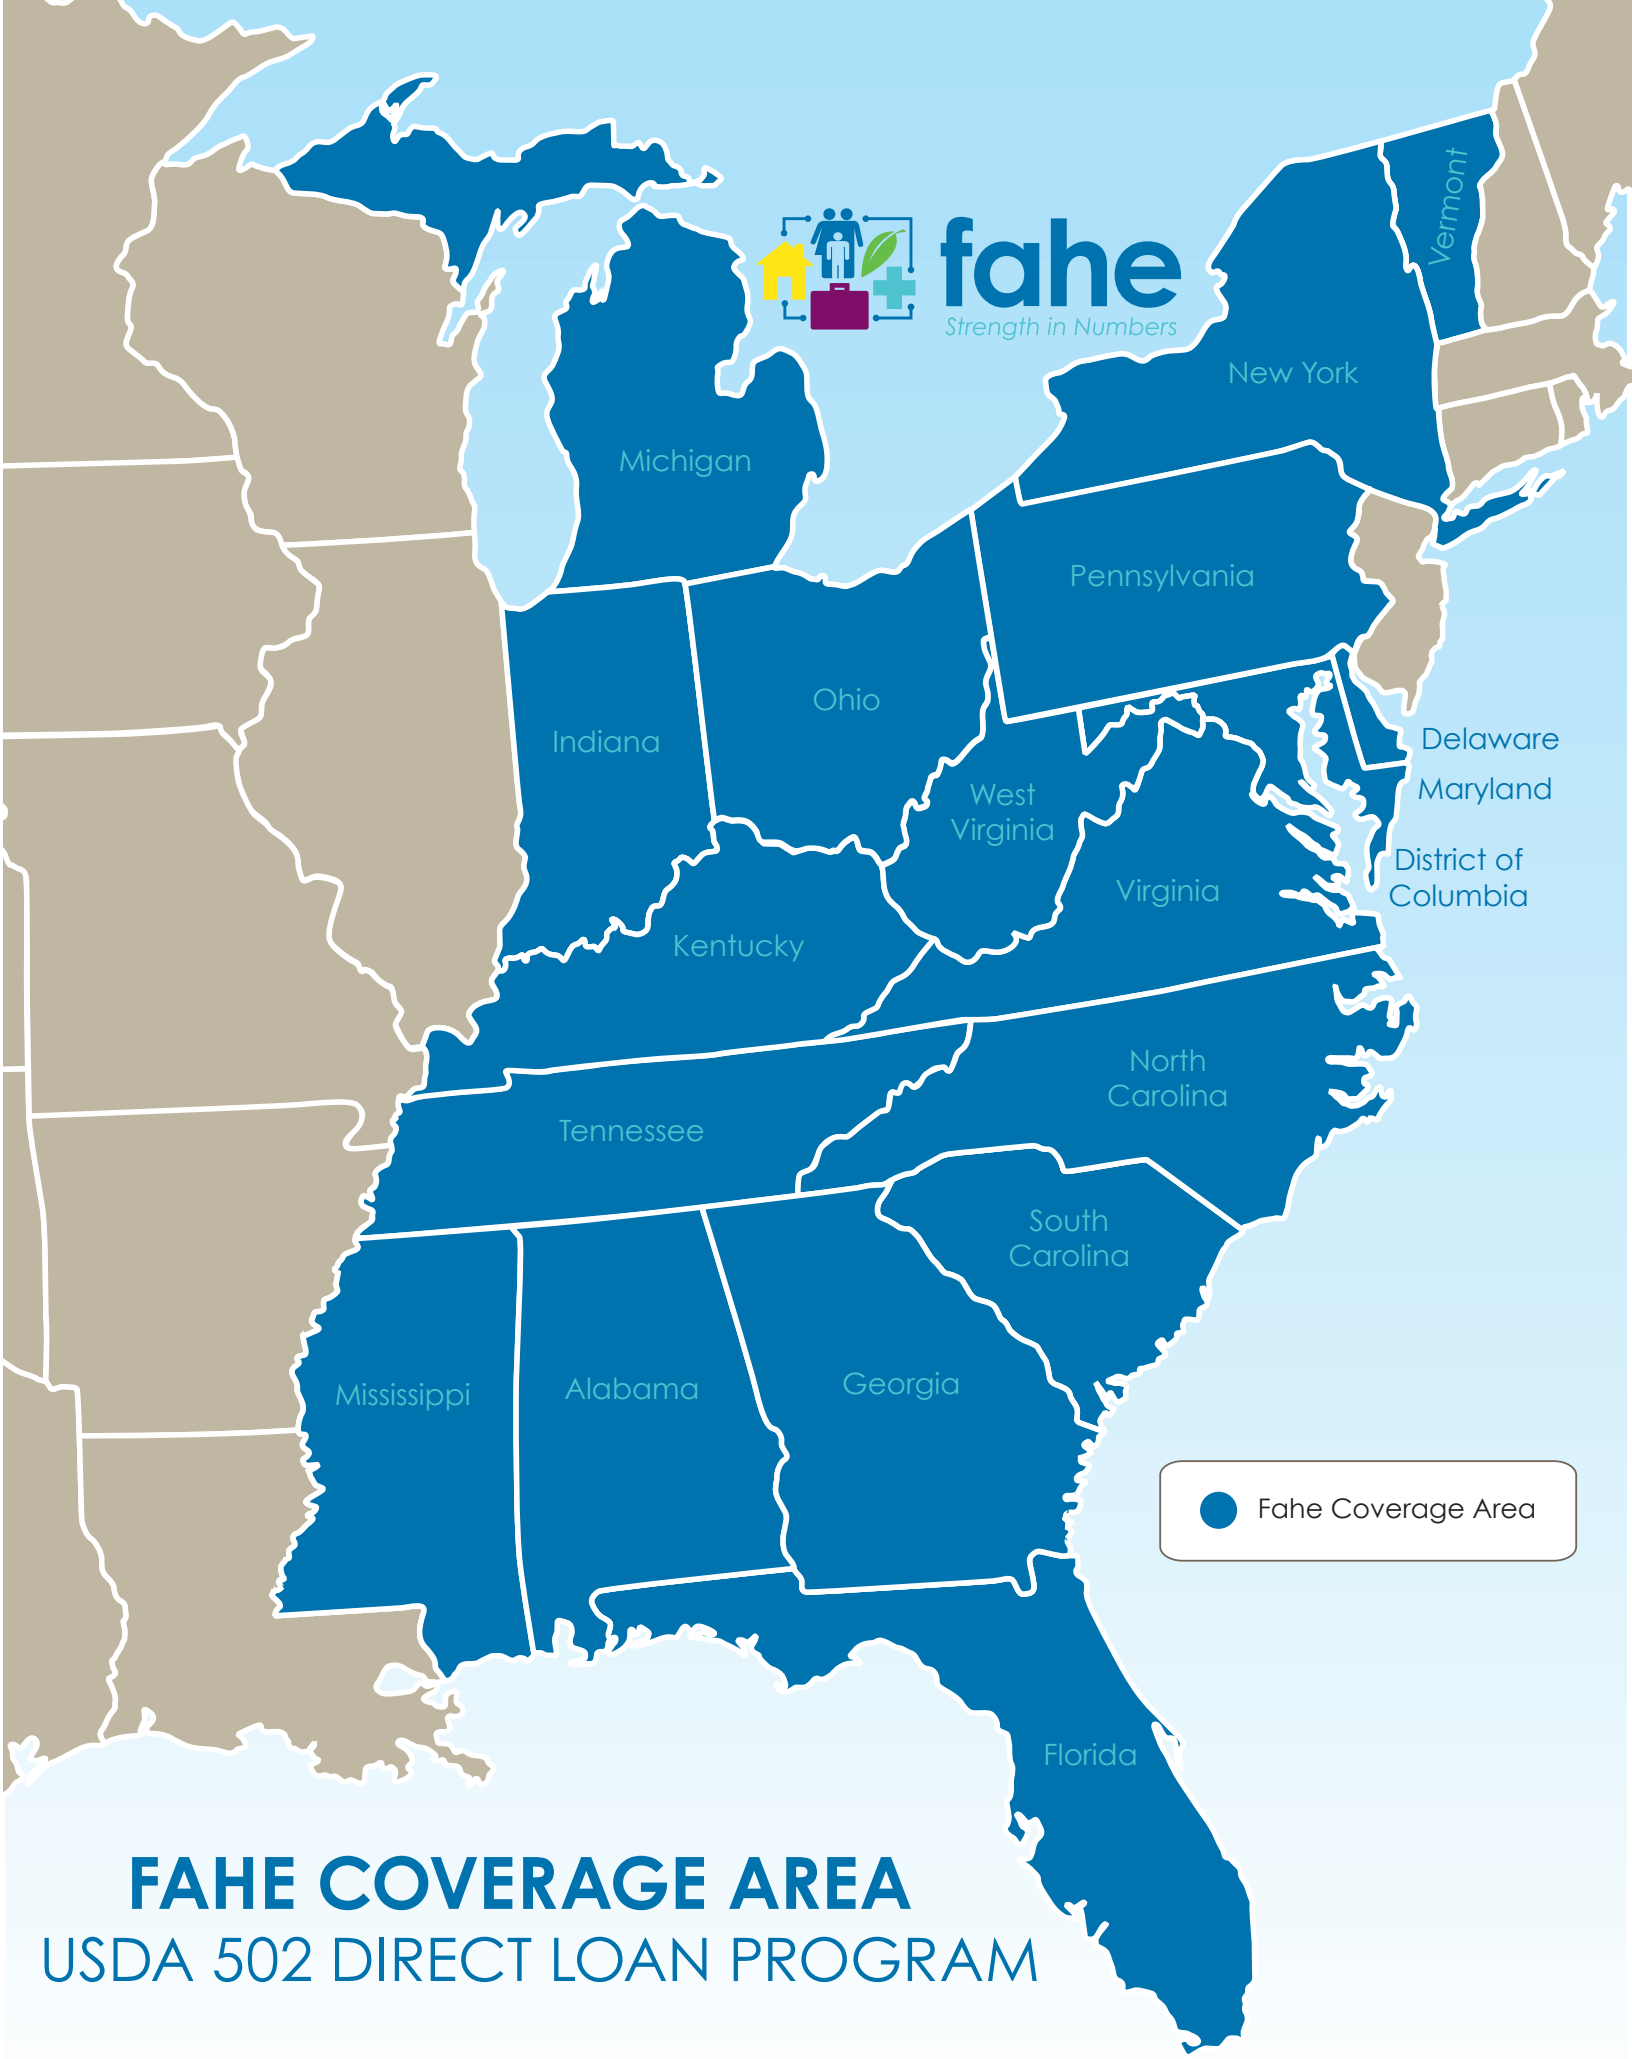 Vermont
fahe
Strength in Numbers
New York
Michigan
Pennsylvania
Ohio
Indiana
Delaware
Maryland
West
Virginia
District of
Columbia
Virginia
Kentucky
North
Carolina
Tennessee
South
Carolina
Mississippi
Alabama
Georgia
Fahe Coverage Area
Florida
FAHE COVERAGE AREA
USDA 502 DIRECT LOAN PROGRAM